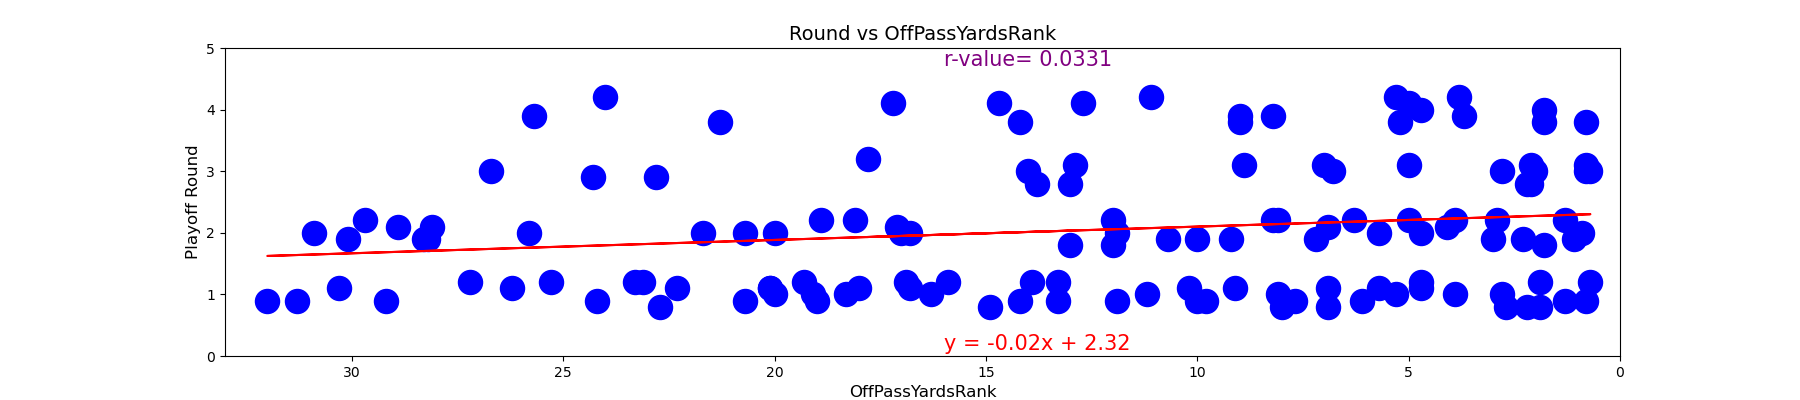 Round vs OffPassYardsRank
r-value= 0.0331
5
4
3
2
1
0
Playoff Round
y = -0.02x + 2.32
30 25 20 15 10 5 0
OffPassYardsRank